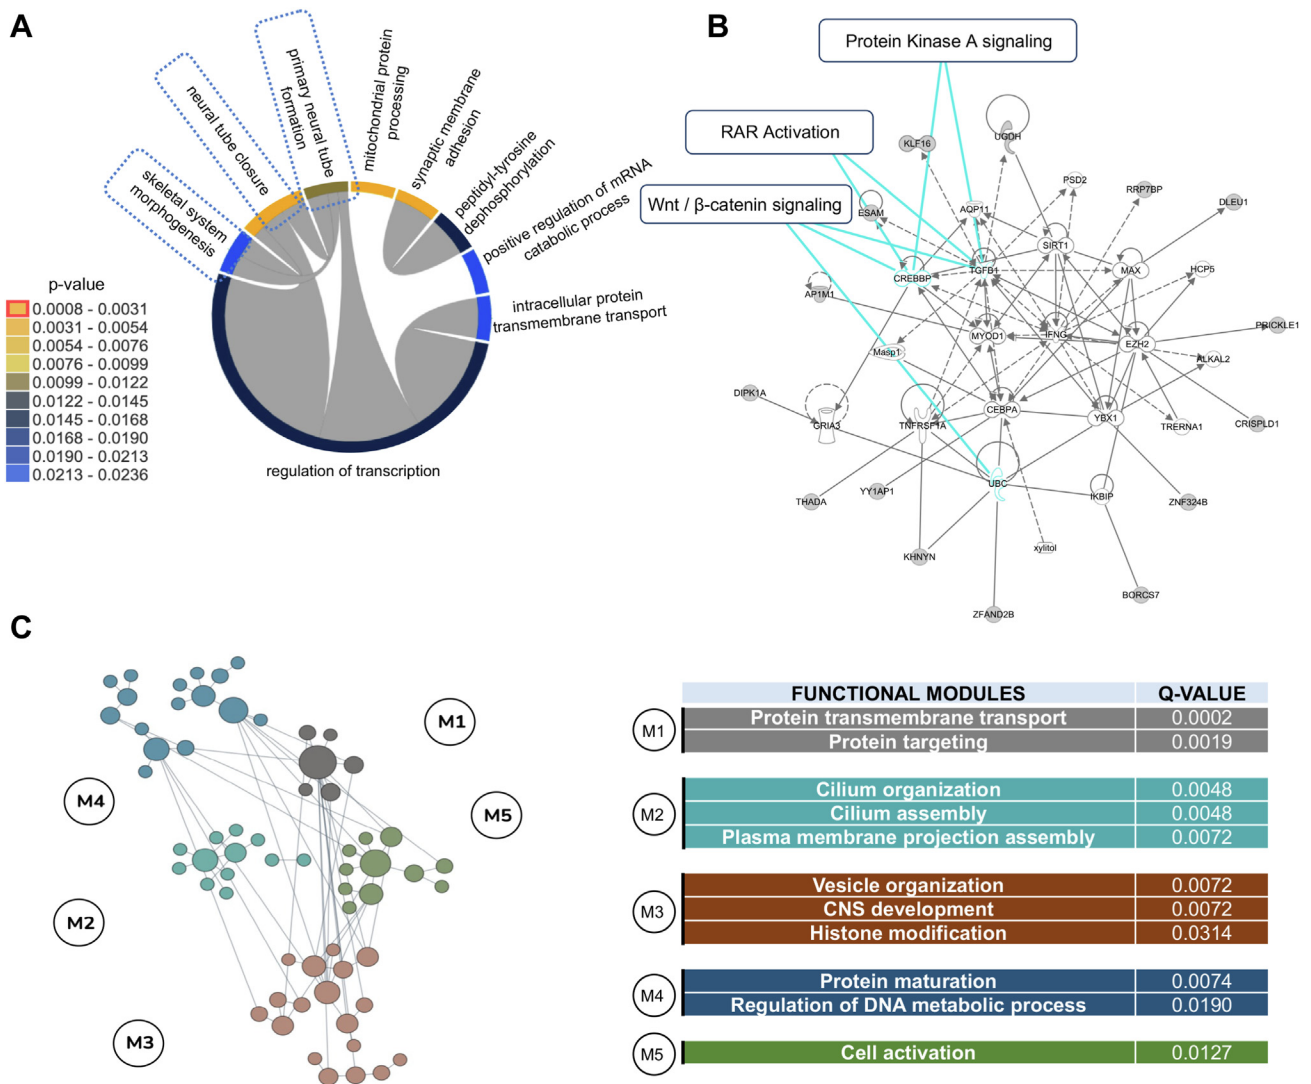 A
skeletal system
morphogenesis
neural tube closure
primary neural tube
formation
mitochondrial protein
processing
synaptic membrane
adhesion
peptidyl-tyrosine
dephosphorylation
positive regulation of mRNA
catabolic process
intracellular protein
transmembrane transport
regulation of transcription
p-value
0.0008 - 0.0031
0.0031 - 0.0054
0.0054 - 0.0076
0.0076 - 0.0099
0.0099 - 0.0122
0.0122 - 0.0145
0.0145 - 0.0168
0.0168 - 0.0190
0.0190 - 0.0213
0.0213 - 0.0236
B
Protein Kinase A signaling
RAR Activation
Wnt / β-catenin signaling
UGDH
KLF16
PSD2
RRP7BP
DLEU1
ESAM
AQP11
SIRT1
CREBBP
TGFB1
MAX
HCP5
AP1M1
MYOD1
IFNG
EZH2
PRICKLE1
Masp1
ALKAL2
DIPK1A
GRIA3
TNFRSF1A
CEBPA
YBX1
TRERNA1
CRISPLD1
UBC
THADA
YY1AP1
IKBIP
ZNF324B
KHNYN
xylitol
BORCS7
ZFAND2B
C
M1
M4
M5
M2
M3
FUNCTIONAL MODULES Q-VALUE
M1
Protein transmembrane transport 0.0002
Protein targeting 0.0019
M2
Cilium organization 0.0048
Cilium assembly 0.0048
Plasma membrane projection assembly 0.0072
M3
Vesicle organization 0.0072
CNS development 0.0072
Histone modification 0.0314
M4
Protein maturation 0.0074
Regulation of DNA metabolic process 0.0190
M5
Cell activation 0.0127